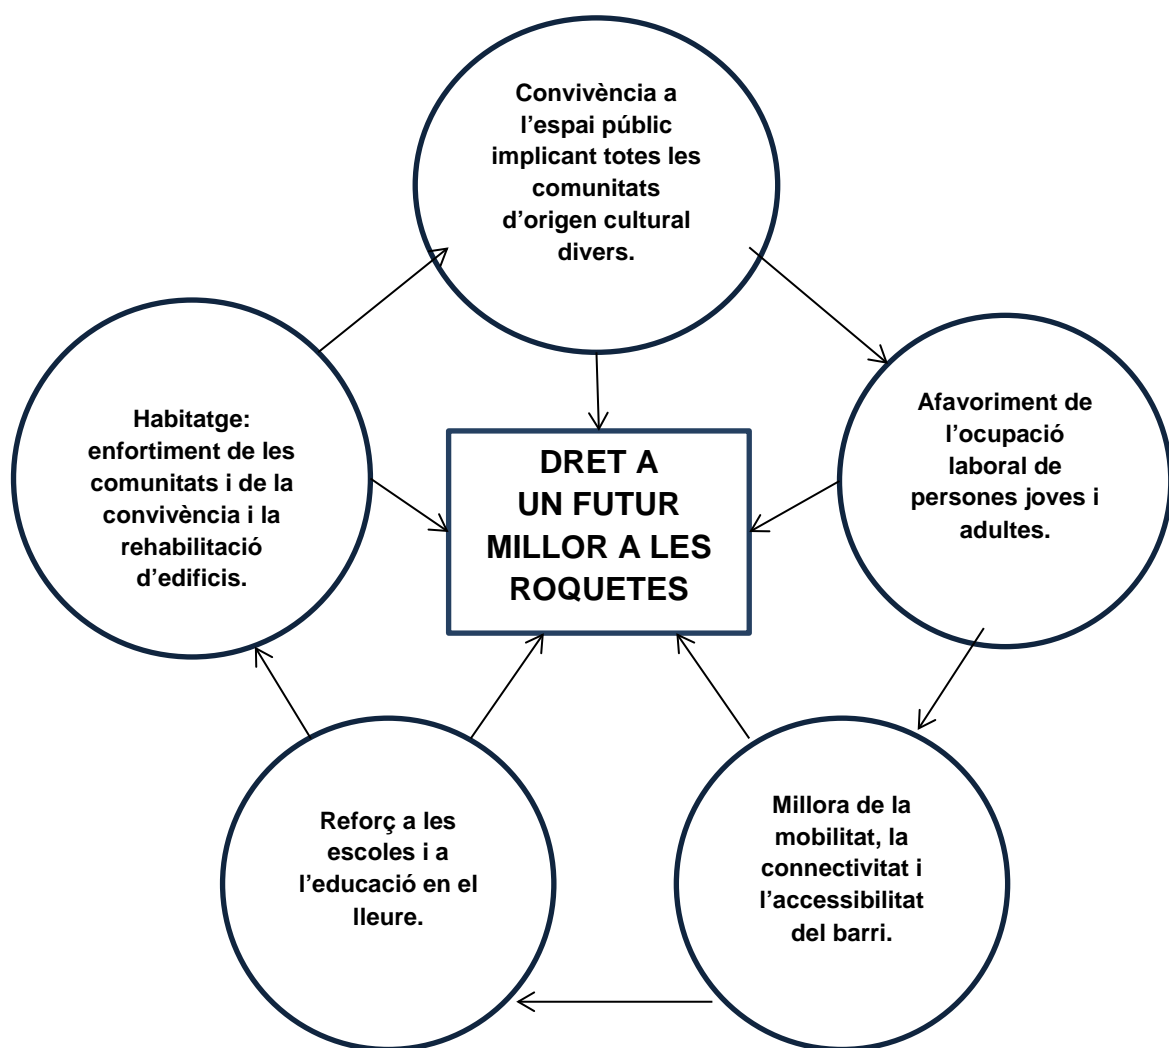 Convivència a
l’espai públic
implicant totes les
comunitats
d’origen cultural
divers.
Habitatge:
enfortiment de les
comunitats i de la
convivència i la
rehabilitació
d’edificis.
DRET A
UN FUTUR
MILLOR A LES
ROQUETES
Afavoriment de
l’ocupació
laboral de
persones joves i
adultes.
Reforç a les
escoles i a
l’educació en el
lleure.
Millora de la
mobilitat, la
connectivitat i
l’accessibilitat
del barri.